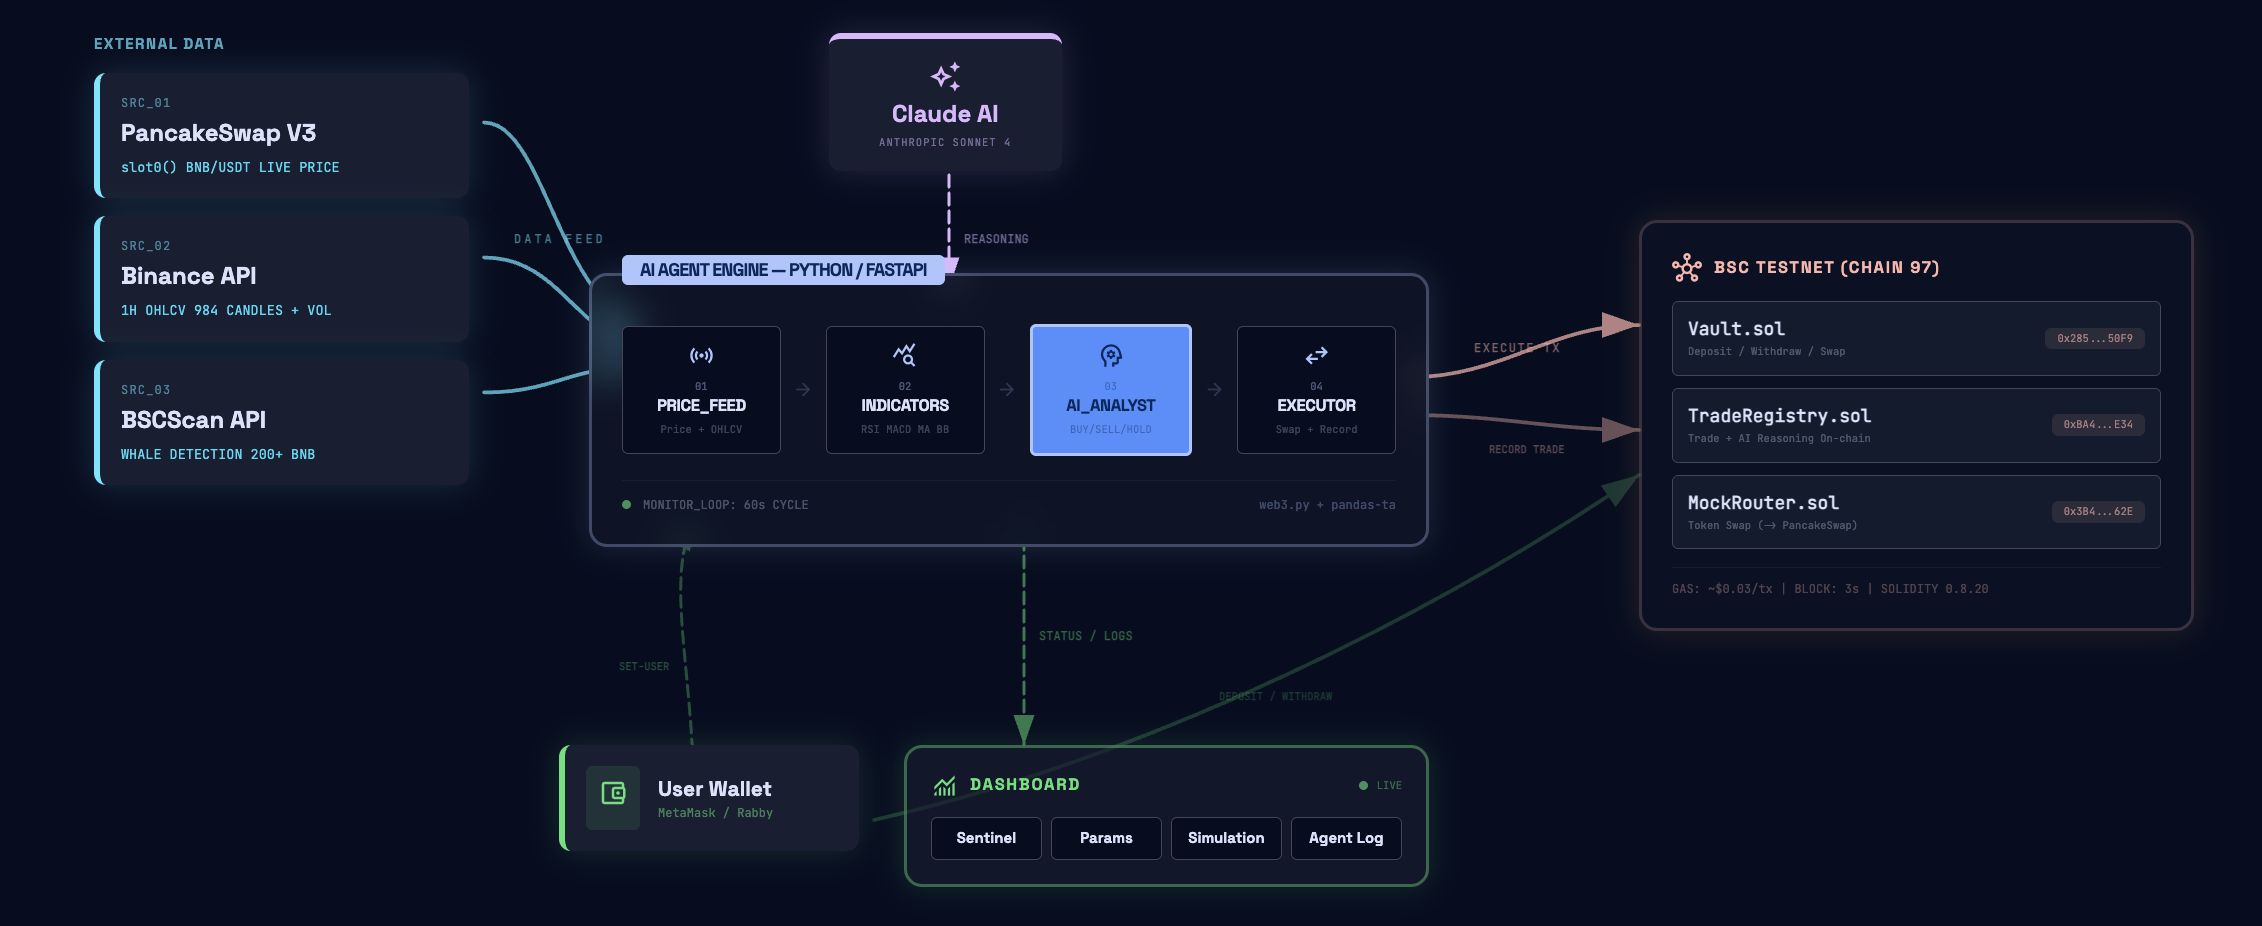 EXTERNAL DATA
SRC_01
PancakeSwap V3
slot0() BNB/USDT LIVE PRICE
SRC_02
Binance API
1H OHLCV 984 CANDLES + VOL
SRC_03
BSCScan API
WHALE DETECTION 200+ BNB
DATA FEED
Claude AI
ANTHROPIC SONNET 4
REASONING
AI AGENT ENGINE — PYTHON / FASTAPI
01
PRICE_FEED
Price + OHLCV
02
INDICATORS
RSI MACD MA BB
03
AI_ANALYST
BUY/SELL/HOLD
04
EXECUTOR
Swap + Record
MONITOR_LOOP: 60s CYCLE
web3.py + pandas-ta
EXECUTE TX
RECORD TRADE
BSC TESTNET (CHAIN 97)
Vault.sol
Deposit / Withdraw / Swap
0x285...50F9
TradeRegistry.sol
Trade + AI Reasoning On-chain
0xBA4...E34
MockRouter.sol
Token Swap (→ PancakeSwap)
0x3B4...62E
GAS: ~$0.03/tx | BLOCK: 3s | SOLIDITY 0.8.20
SET-USER
STATUS / LOGS
DEPOSIT / WITHDRAW
User Wallet
MetaMask / Rabby
DASHBOARD
LIVE
Sentinel
Params
Simulation
Agent Log